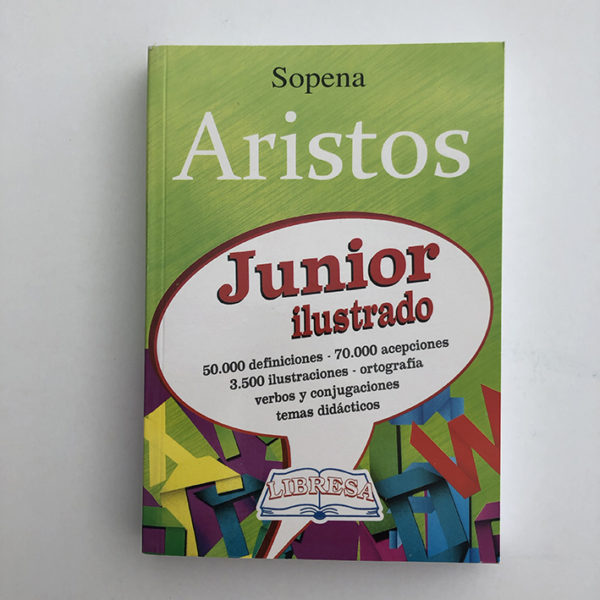 Sopena
Aristos
Junior
ilustrado
50.000 definiciones - 70.000 acepciones
3.500 ilustraciones - ortografía
verbos y conjugaciones
temas didácticos
LIBRESA
W